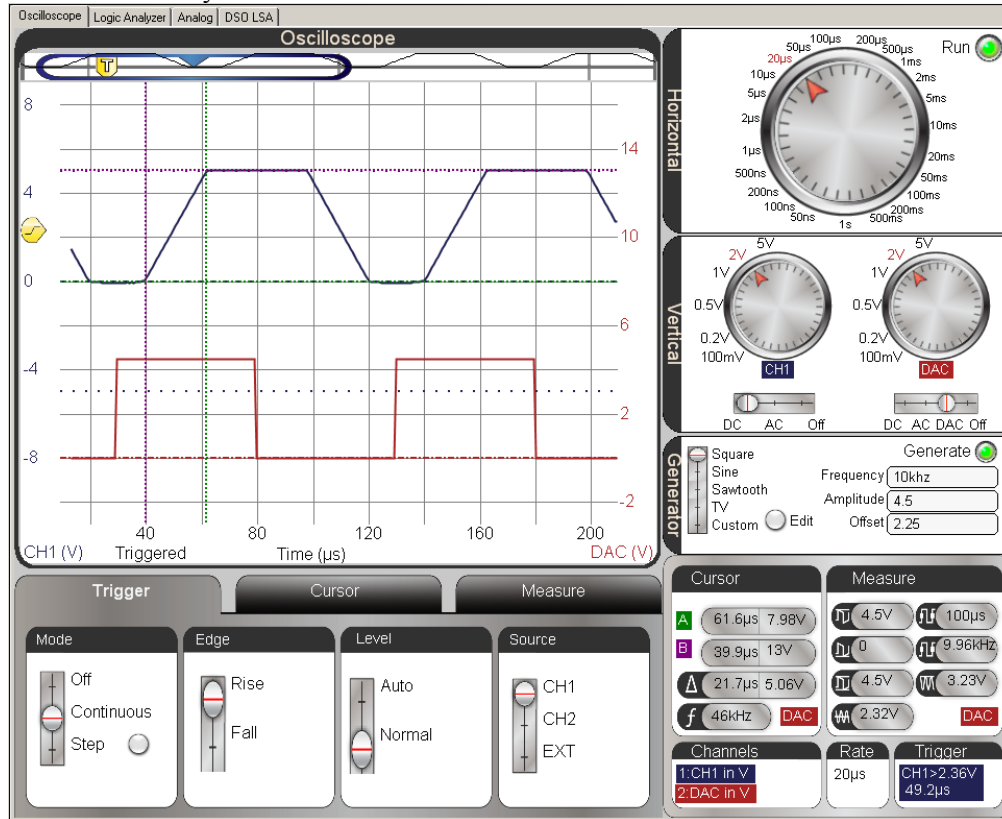 Oscilloscope Logic Analyzer Analog DSO LSA
Oscilloscope
T
8
4
0
-4
-8
14
10
6
2
-2
40 80 120 160 200
CH1 (V) Triggered Time (µs) DAC (V)
Horizontal
Run
50ns
100ns
200ns
500ns
1µs
2µs
5µs
10µs
20µs
50µs
100µs
200µs
500µs
1ms
2ms
5ms
10ms
20ms
50ms
100ms
200ms
500ms
1s
Vertical
5V
2V
1V
0.5V
0.2V
100mV
CH1
DC AC Off
5V
2V
1V
0.5V
0.2V
100mV
DAC
DC AC DAC Off
Generator
Square
Sine
Sawtooth
TV
Custom
Edit
Generate
Frequency 10khz
Amplitude 4.5
Offset 2.25
Trigger
Cursor
Measure
Mode
Off
Continuous
Step
Edge
Rise
Fall
Level
Auto
Normal
Source
CH1
CH2
EXT
Cursor
A 61.6µs 7.98V
B 39.9µs 13V
Δ 21.7µs 5.06V
f 46kHz DAC
Measure
4.5V 100µs
0 9.96kHz
4.5V 3.23V
2.32V DAC
Channels
1:CH1 in V
2:DAC in V
Rate
20µs
Trigger
CH1>2.36V
49.2µs